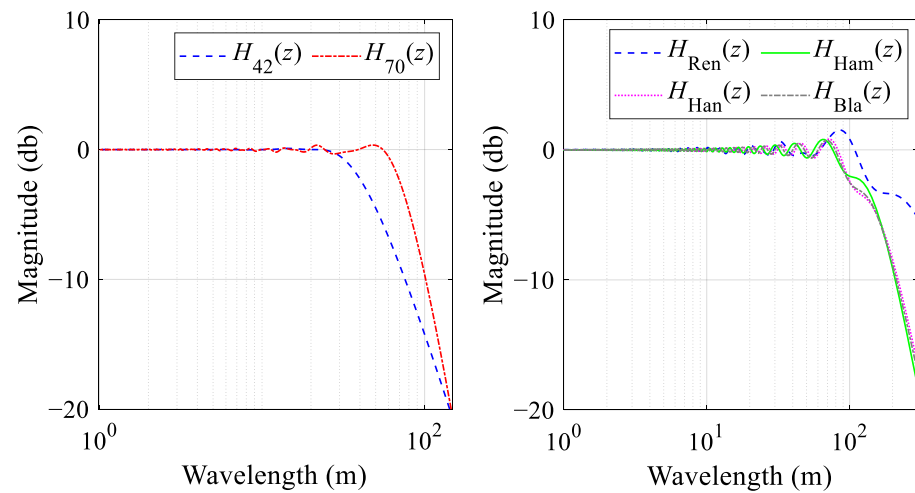 10
0
−10
−20
Magnitude (db)
H42(z) H70(z)
10^0 10^2
Wavelength (m)
10
0
−10
−20
Magnitude (db)
HRen(z) HHam(z)
HHan(z) HBla(z)
10^0 10^1 10^2
Wavelength (m)